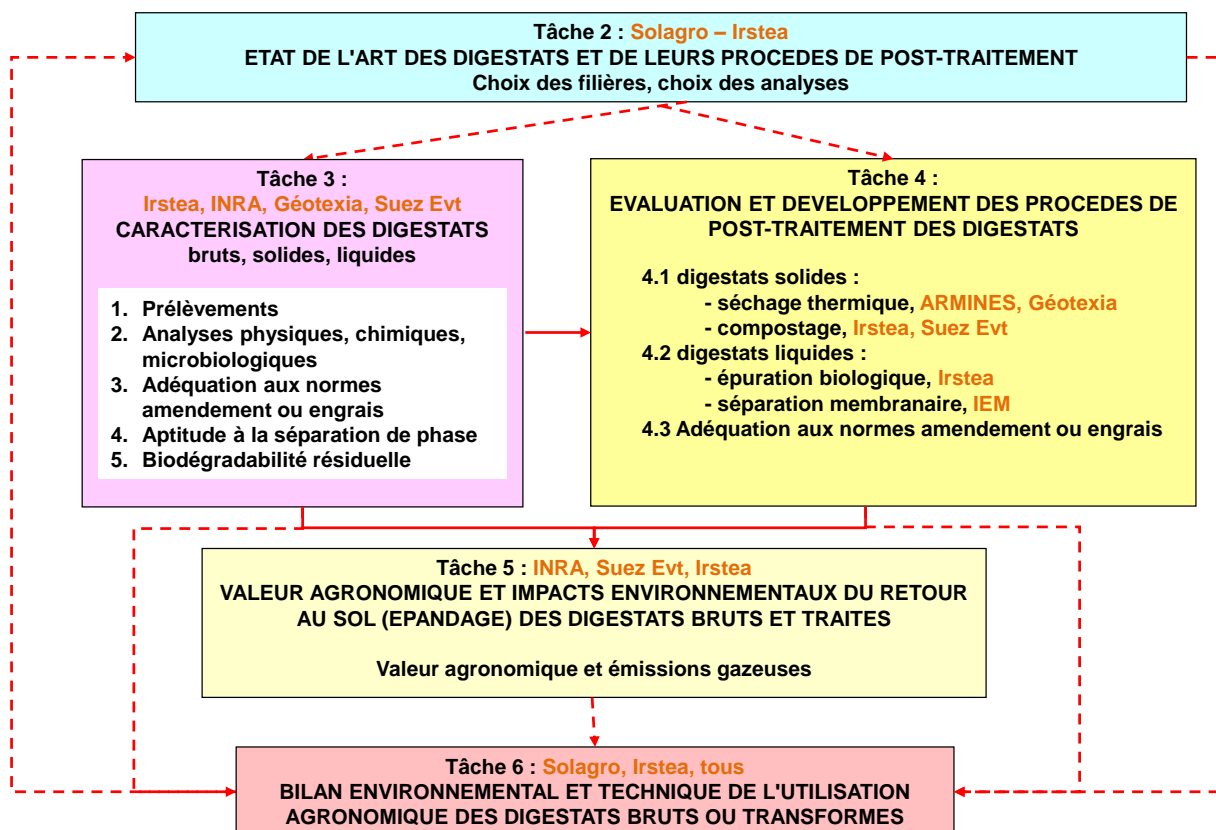 Tâche 2 : Solagro – Irstea
ETAT DE L'ART DES DIGESTATS ET DE LEURS PROCEDES DE POST-TRAITEMENT
Choix des filières, choix des analyses
Tâche 3 :
Irstea, INRA, Géotexia, Suez Evt
CARACTERISATION DES DIGESTATS
bruts, solides, liquides
1. Prélèvements
2. Analyses physiques, chimiques,
microbiologiques
3. Adéquation aux normes
amendement ou engrais
4. Aptitude à la séparation de phase
5. Biodégradabilité résiduelle
Tâche 4 :
EVALUATION ET DEVELOPPEMENT DES PROCEDES DE
POST-TRAITEMENT DES DIGESTATS
4.1 digestats solides :
- séchage thermique, ARMINES, Géotexia
- compostage, Irstea, Suez Evt
4.2 digestats liquides :
- épuration biologique, Irstea
- séparation membranaire, IEM
4.3 Adéquation aux normes amendement ou engrais
Tâche 5 : INRA, Suez Evt, Irstea
VALEUR AGRONOMIQUE ET IMPACTS ENVIRONNEMENTAUX DU RETOUR
AU SOL (EPANDAGE) DES DIGESTATS BRUTS ET TRAITES
Valeur agronomique et émissions gazeuses
Tâche 6 : Solagro, Irstea, tous
BILAN ENVIRONNEMENTAL ET TECHNIQUE DE L'UTILISATION
AGRONOMIQUE DES DIGESTATS BRUTS OU TRANSFORMES